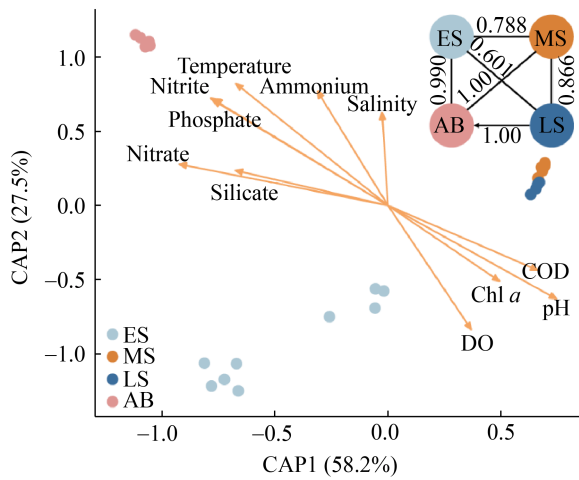 ES
0.788
MS
0.990
0.601
1.00
0.866
AB
1.00
LS
1.0
0.5
0.0
−0.5
−1.0
CAP2 (27.5%)
Temperature
Nitrite
Ammonium
Phosphate
Salinity
Nitrate
Silicate
COD
Chl a
pH
DO
ES
MS
LS
AB
−1.0
−0.5
0.0
0.5
CAP1 (58.2%)